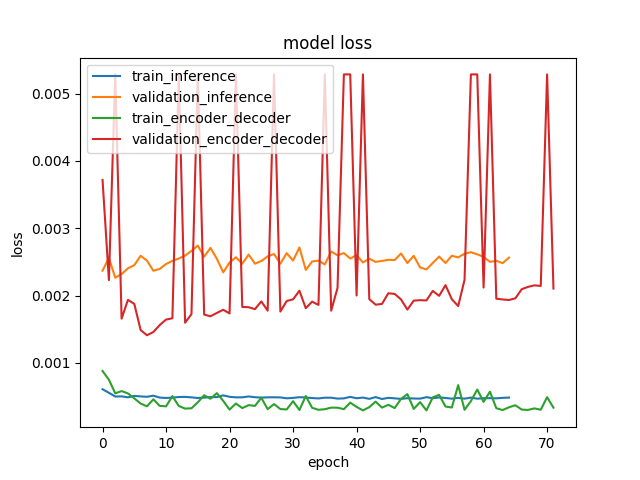 model loss
train_inference
validation_inference
train_encoder_decoder
validation_encoder_decoder
0.005
0.004
0.003
0.002
0.001
loss
0 10 20 30 40 50 60 70
epoch